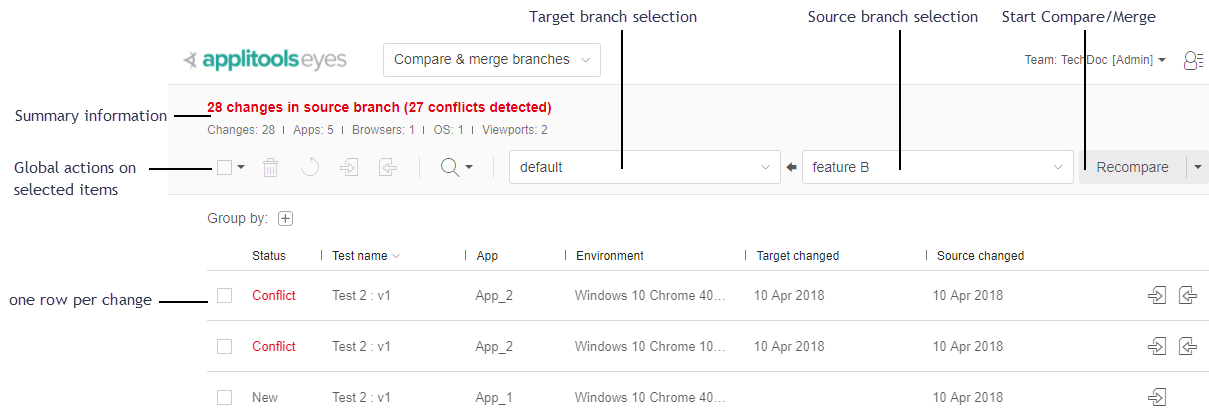 Target branch selection
Source branch selection
Start Compare/Merge
applitools eyes
Compare & merge branches
Team: TechDoc [Admin]
Summary information
28 changes in source branch (27 conflicts detected)
Changes: 28 | Apps: 5 | Browsers: 1 | OS: 1 | Viewports: 2
Global actions on
selected items
default
feature B
Recompare
Group by:
Status | Test name | App | Environment | Target changed | Source changed
one row per change
Conflict Test 2 : v1 App_2 Windows 10 Chrome 40... 10 Apr 2018 10 Apr 2018
Conflict Test 2 : v1 App_2 Windows 10 Chrome 10... 10 Apr 2018 10 Apr 2018
New Test 2 : v1 App_1 Windows 10 Chrome 40... 10 Apr 2018